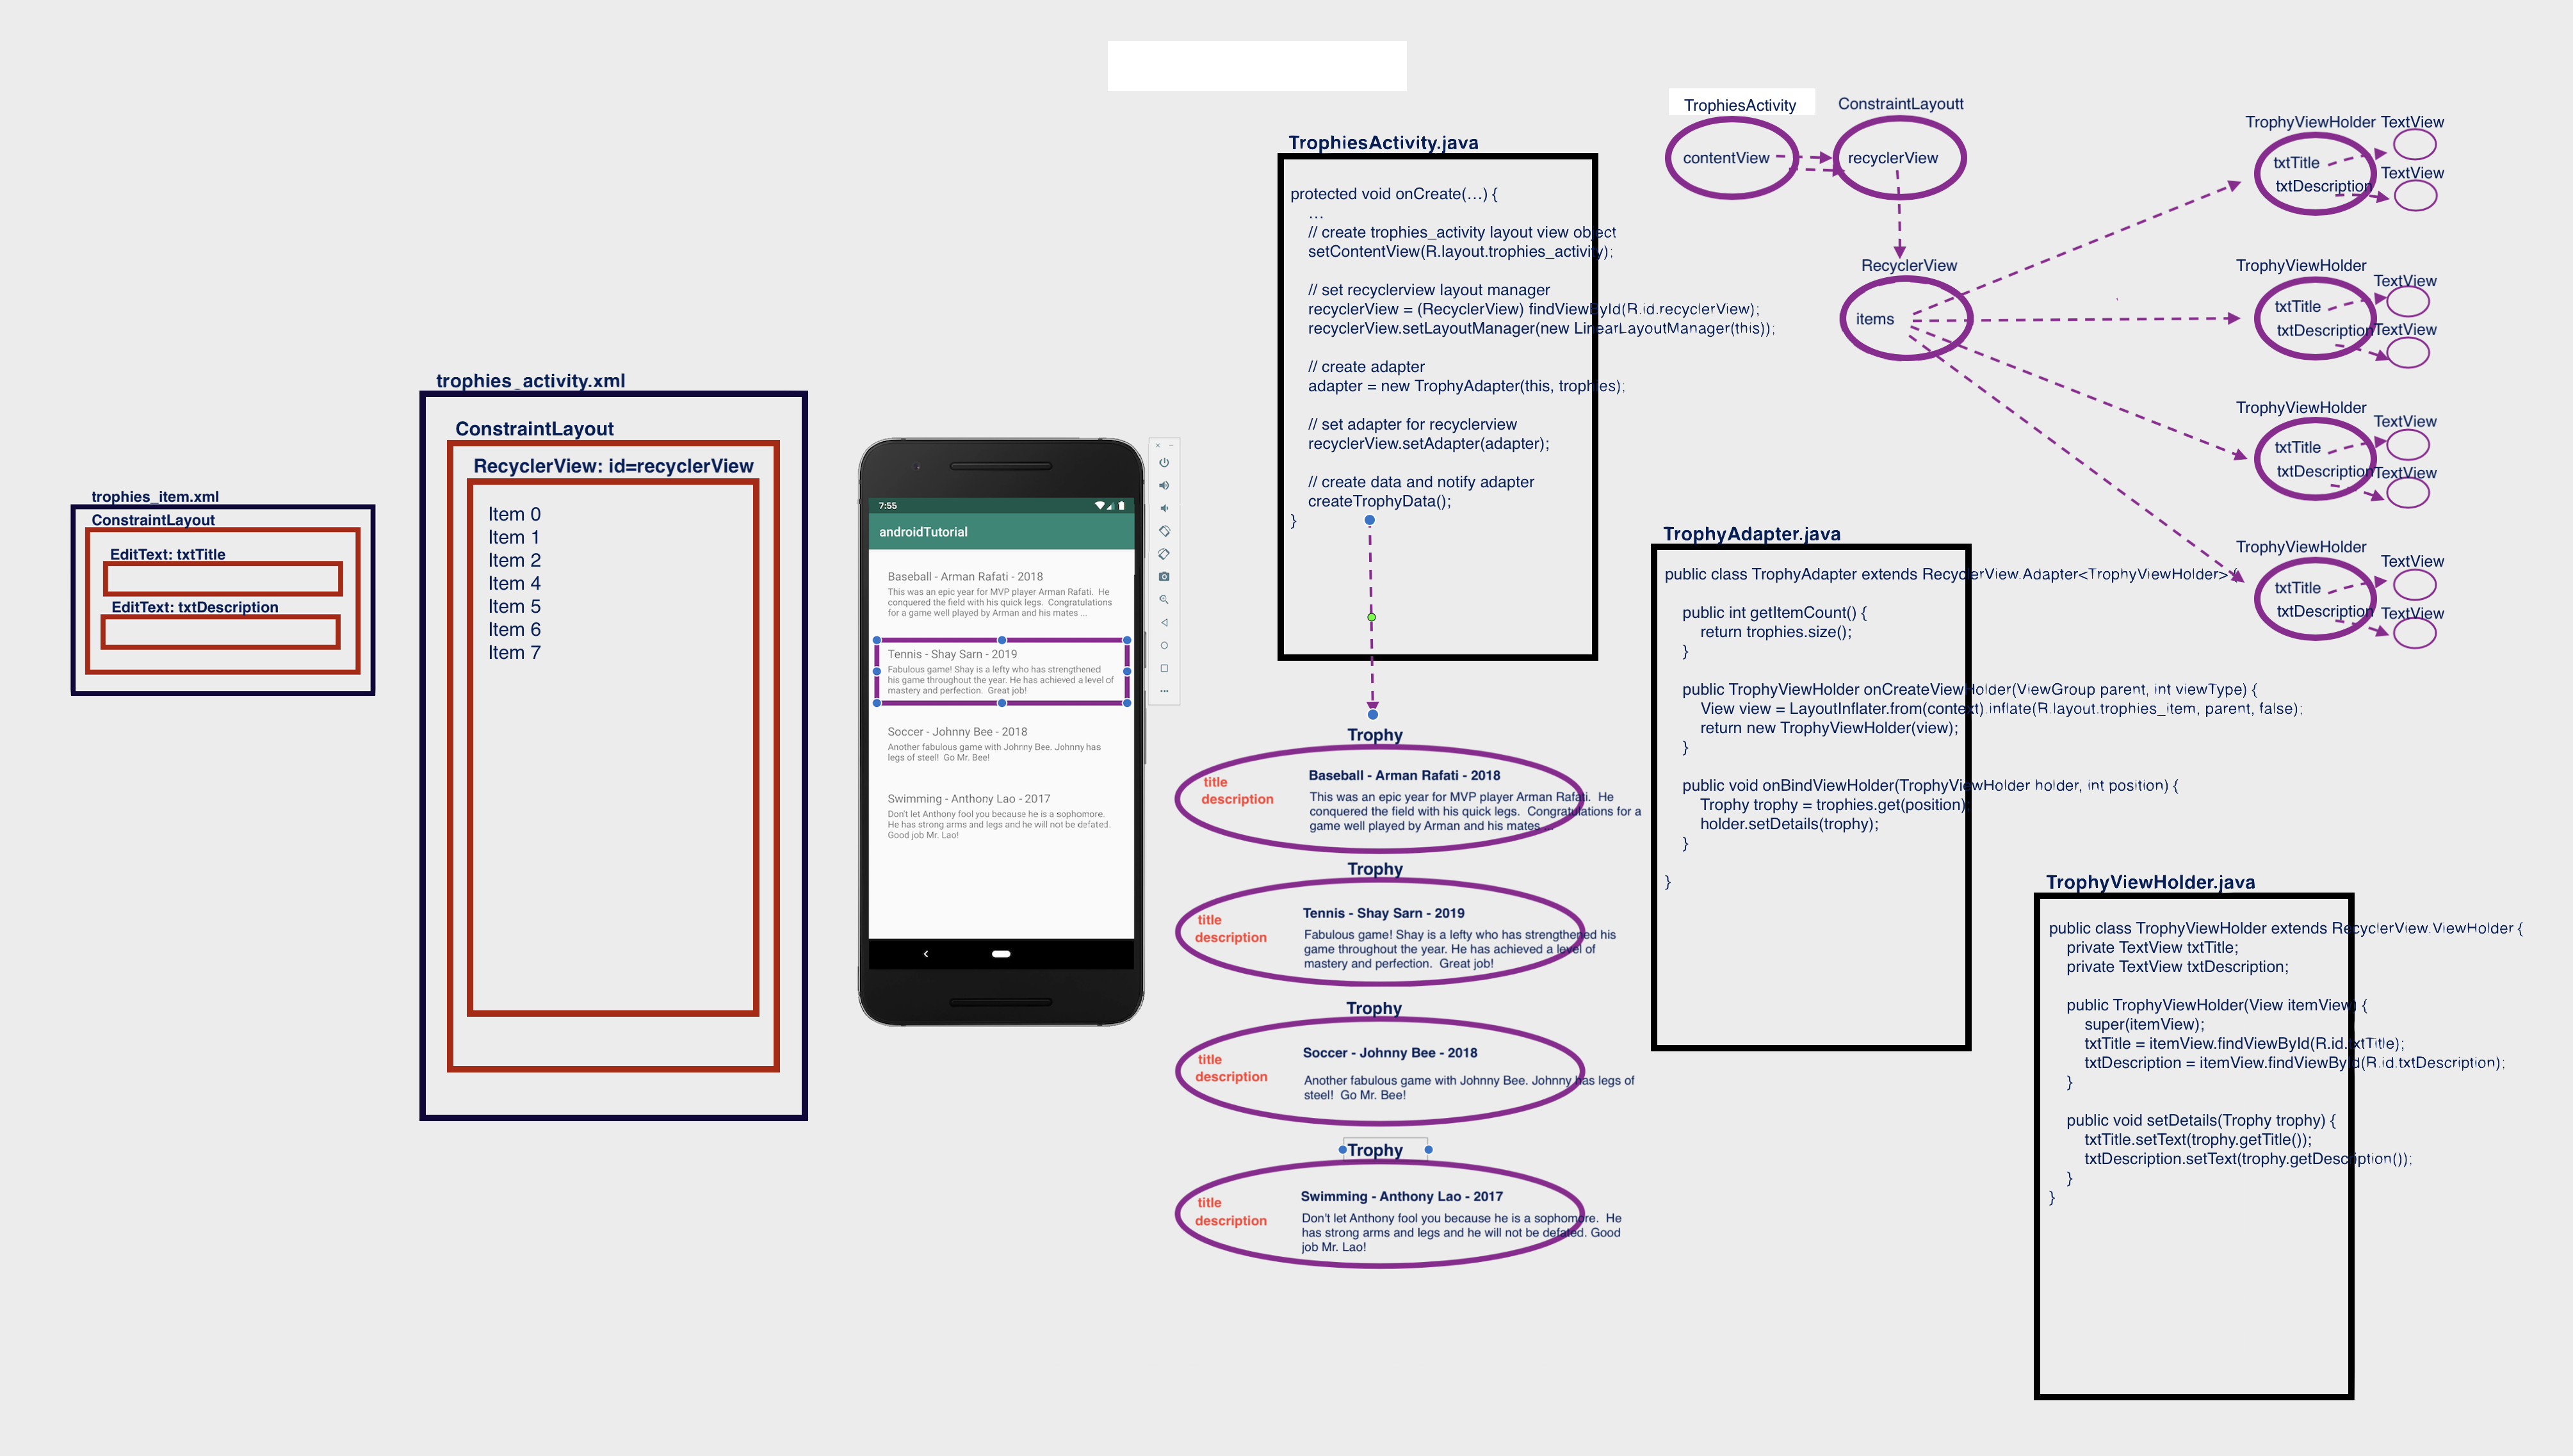 trophies_item.xml
ConstraintLayout
EditText: txtTitle
EditText: txtDescription
trophies_activity.xml
ConstraintLayout
RecyclerView: id=recyclerView
Item 0
Item 1
Item 2
Item 4
Item 5
Item 6
Item 7
7:55
androidTutorial
Baseball - Arman Rafati - 2018
This was an epic year for MVP player Arman Rafati. He
conquered the field with his quick legs. Congratulations
for a game well played by Arman and his mates ...
Tennis - Shay Sarn - 2019
Fabulous game! Shay is a lefty who has strengthened
his game throughout the year. He has achieved a level of
mastery and perfection. Great job!
Soccer - Johnny Bee - 2018
Another fabulous game with Johnny Bee. Johnny has
legs of steel! Go Mr. Bee!
Swimming - Anthony Lao - 2017
Don't let Anthony fool you because he is a sophomore.
He has strong arms and legs and he will not be defated.
Good job Mr. Lao!
TrophiesActivity.java
protected void onCreate(…) {
…
// create trophies_activity layout view object
setContentView(R.layout.trophies_activity);
// set recyclerview layout manager
recyclerView = (RecyclerView) findViewById(R.id.recyclerView);
recyclerView.setLayoutManager(new LinearLayoutManager(this));
// create adapter
adapter = new TrophyAdapter(this, trophies);
// set adapter for recyclerview
recyclerView.setAdapter(adapter);
// create data and notify adapter
createTrophyData();
}
Trophy
title
description
Baseball - Arman Rafati - 2018
This was an epic year for MVP player Arman Rafati. He
conquered the field with his quick legs. Congratulations for a
game well played by Arman and his mates ...
Trophy
title
description
Tennis - Shay Sarn - 2019
Fabulous game! Shay is a lefty who has strengthened his
game throughout the year. He has achieved a level of
mastery and perfection. Great job!
Trophy
title
description
Soccer - Johnny Bee - 2018
Another fabulous game with Johnny Bee. Johnny has legs of
steel! Go Mr. Bee!
Trophy
title
description
Swimming - Anthony Lao - 2017
Don't let Anthony fool you because he is a sophomore. He
has strong arms and legs and he will not be defated. Good
job Mr. Lao!
TrophiesActivity
contentView
ConstraintLayoutt
recyclerView
RecyclerView
items
TrophyViewHolder
txtTitle
txtDescription
TextView
TextView
TrophyViewHolder
txtTitle
txtDescription
TextView
TextView
TrophyViewHolder
txtTitle
txtDescription
TextView
TextView
TrophyViewHolder
txtTitle
txtDescription
TextView
TextView
TrophyAdapter.java
public class TrophyAdapter extends RecyclerView.Adapter<TrophyViewHolder> {
public int getItemCount() {
return trophies.size();
}
public TrophyViewHolder onCreateViewHolder(ViewGroup parent, int viewType) {
View view = LayoutInflater.from(context).inflate(R.layout.trophies_item, parent, false);
return new TrophyViewHolder(view);
}
public void onBindViewHolder(TrophyViewHolder holder, int position) {
Trophy trophy = trophies.get(position)
holder.setDetails(trophy);
}
}
TrophyViewHolder.java
public class TrophyViewHolder extends RecyclerView.ViewHolder {
private TextView txtTitle;
private TextView txtDescription;
public TrophyViewHolder(View itemView) {
super(itemView);
txtTitle = itemView.findViewById(R.id.txtTitle);
txtDescription = itemView.findViewById(R.id.txtDescription);
}
public void setDetails(Trophy trophy) {
txtTitle.setText(trophy.getTitle());
txtDescription.setText(trophy.getDescription());
}
}